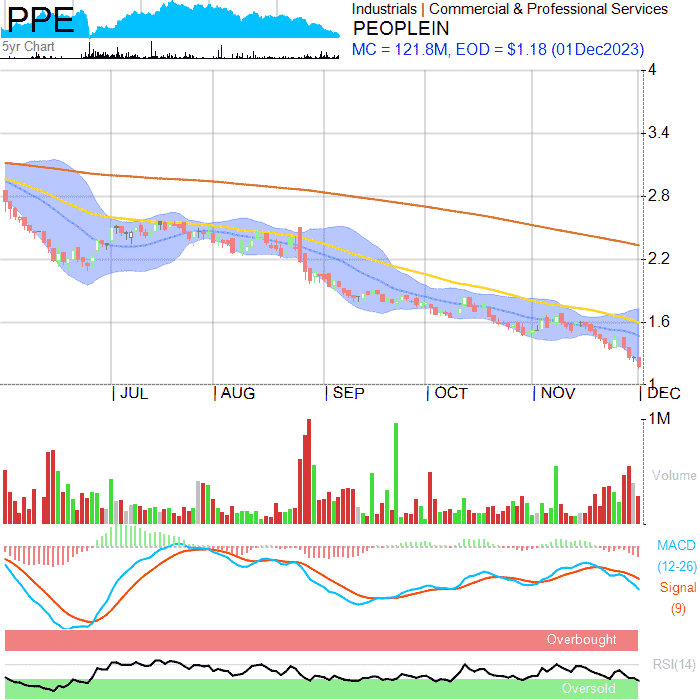 PPE
5yr Chart
Industrials | Commercial & Professional Services
PEOPLEIN
MC = 121.8M, EOD = $1.18 (01Dec2023)
4
3.4
2.8
2.2
1.6
1
JUL AUG SEP OCT NOV DEC
1M
Volume
MACD
(12-26)
Signal
(9)
Overbought
RSI(14)
Oversold